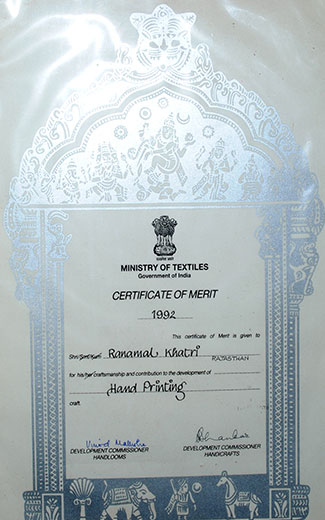 MINISTRY OF TEXTILES
Government of India
CERTIFICATE OF MERIT
1992
This certificate of Merit is given to
Shri/Smt/Kum Ranamal Khatri RAJASTHAN
for his/her craftsmanship and contribution to the development of
Hand Printing
craft.
DEVELOPMENT COMMISSIONER
HANDLOOMS
DEVELOPMENT COMMISSIONER
HANDICRAFTS